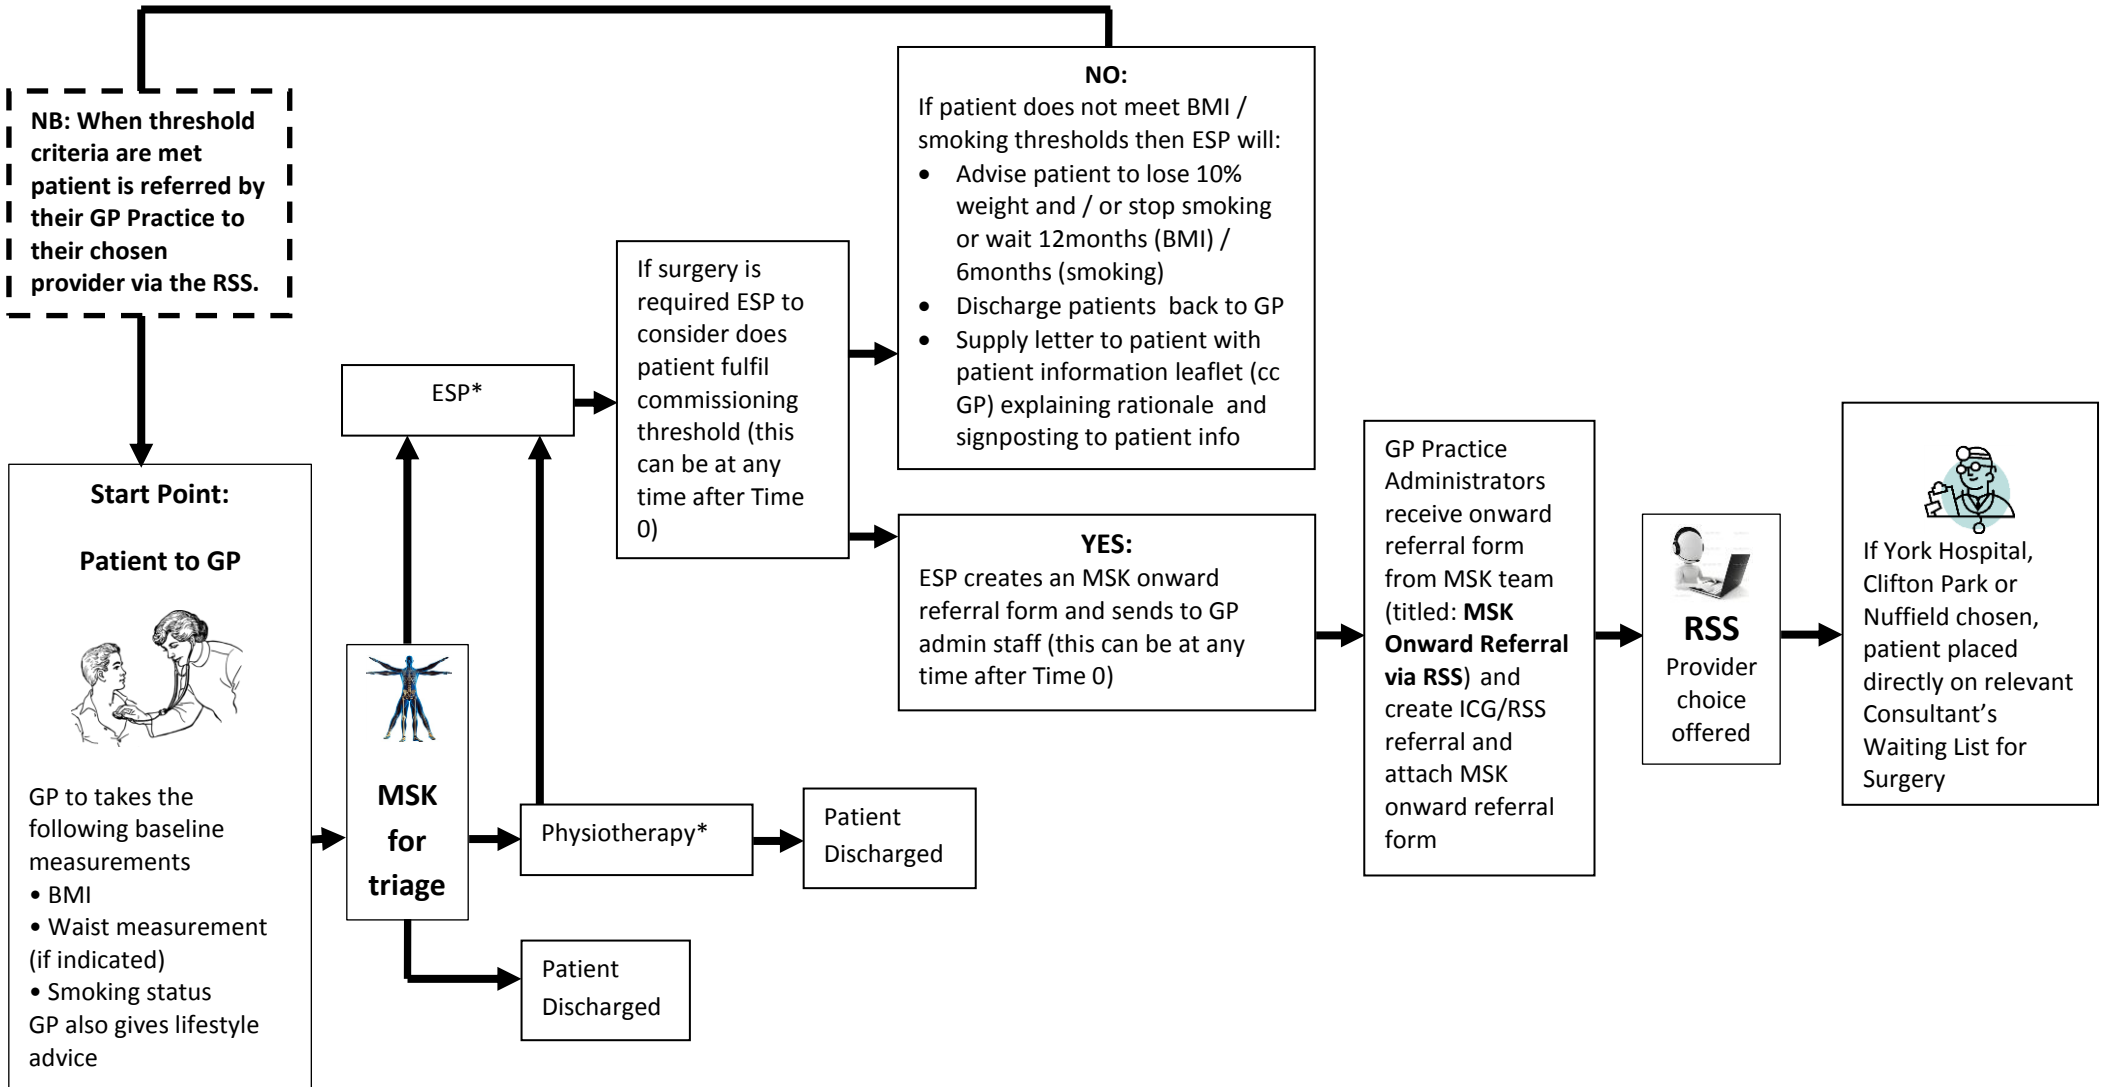 NB: When threshold
criteria are met
patient is referred by
their GP Practice to
their chosen
provider via the RSS.
Start Point:
Patient to GP
GP to takes the
following baseline
measurements
• BMI
• Waist measurement
(if indicated)
• Smoking status
GP also gives lifestyle
advice
MSK
for
triage
ESP*
Physiotherapy*
Patient
Discharged
Patient
Discharged
If surgery is
required ESP to
consider does
patient fulfil
commissioning
threshold (this
can be at any
time after Time
0)
NO:
If patient does not meet BMI /
smoking thresholds then ESP will:
• Advise patient to lose 10%
weight and / or stop smoking
or wait 12months (BMI) /
6months (smoking)
• Discharge patients back to GP
• Supply letter to patient with
patient information leaflet (cc
GP) explaining rationale and
signposting to patient info
YES:
ESP creates an MSK onward
referral form and sends to GP
admin staff (this can be at any
time after Time 0)
GP Practice
Administrators
receive onward
referral form
from MSK team
(titled: MSK
Onward Referral
via RSS) and
create ICG/RSS
referral and
attach MSK
onward referral
form
RSS
Provider
choice
offered
If York Hospital,
Clifton Park or
Nuffield chosen,
patient placed
directly on relevant
Consultant's
Waiting List for
Surgery